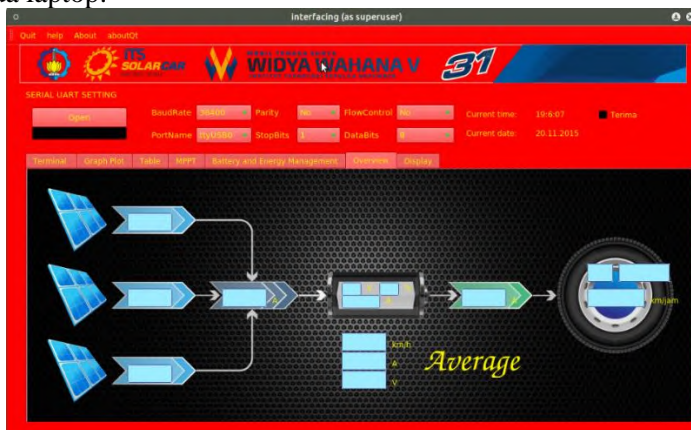 a laptop.
interfacing (as superuser)
Quit help About aboutQt
ITS
SOLARCAR
WIDYA WAHANA V
31
SERIAL UART SETTING
Open
BaudRate 38400 Parity No FlowControl No
PortName ttyUSB0 StopBits 1 DataBits 8
Current time: 19:6:07
Current date: 20.11.2015
Terima
Terminal Graph Plot Table MPPT Battery and Energy Management Overview Display
A
A
A
km/jam
km/h
A
V
Average